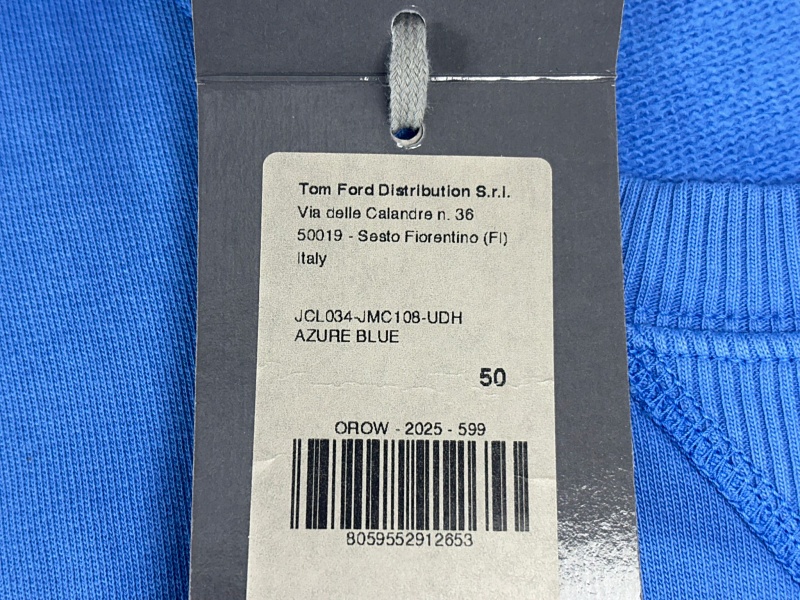 Tom Ford Distribution S.r.l.
Via delle Calandre n. 36
50019 - Sesto Fiorentino (FI)
Italy
JCL034-JMC108-UDH
AZURE BLUE
50
OROW - 2025 - 599
8059552912653